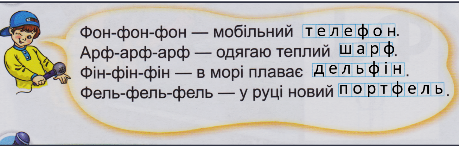 Фон-фон-фон — мобільний телефон.
Арф-арф-арф — одягаю теплий шарф.
Фін-фін-фін — в морі плаває дельфін.
Фель-фель-фель — у руці новий портфель.